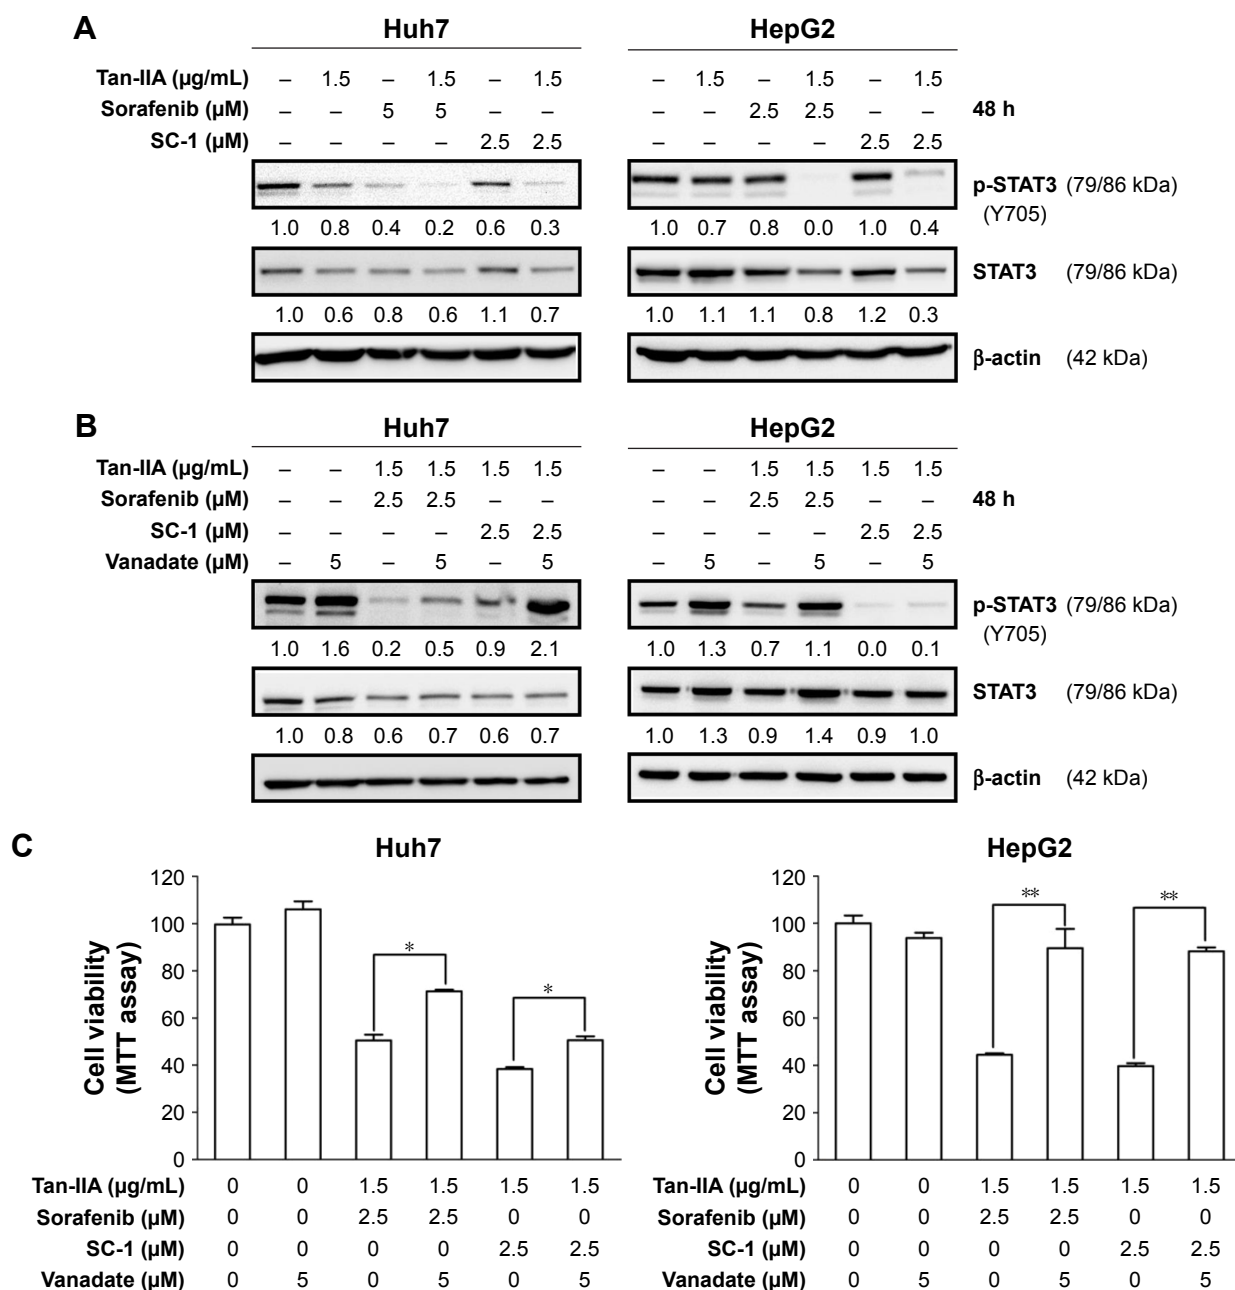 A
Huh7 HepG2
Tan-IIA (µg/mL) – 1.5 – 1.5 – 1.5 – 1.5 – 1.5 – 1.5
Sorafenib (µM) – – 5 5 – – – – 2.5 2.5 – – 48 h
SC-1 (µM) – – – – 2.5 2.5 – – – – 2.5 2.5
p-STAT3 (79/86 kDa)
(Y705)
1.0 0.8 0.4 0.2 0.6 0.3 1.0 0.7 0.8 0.0 1.0 0.4
STAT3 (79/86 kDa)
1.0 0.6 0.8 0.6 1.1 0.7 1.0 1.1 1.1 0.8 1.2 0.3
β-actin (42 kDa)
B
Huh7 HepG2
Tan-IIA (µg/mL) – – 1.5 1.5 1.5 1.5 – – 1.5 1.5 1.5 1.5
Sorafenib (µM) – – 2.5 2.5 – – – – 2.5 2.5 – – 48 h
SC-1 (µM) – – – – 2.5 2.5 – – – – 2.5 2.5
Vanadate (µM) – 5 – 5 – 5 – 5 – 5 – 5
p-STAT3 (79/86 kDa)
(Y705)
1.0 1.6 0.2 0.5 0.9 2.1 1.0 1.3 0.7 1.1 0.0 0.1
STAT3 (79/86 kDa)
1.0 0.8 0.6 0.7 0.6 0.7 1.0 1.3 0.9 1.4 0.9 1.0
β-actin (42 kDa)
C
Huh7
Cell viability
(MTT assay)
120
100
80
60
40
20
0
*
*
Tan-IIA (µg/mL) 0 0 1.5 1.5 1.5 1.5
Sorafenib (µM) 0 0 2.5 2.5 0 0
SC-1 (µM) 0 0 0 0 2.5 2.5
Vanadate (µM) 0 5 0 5 0 5
HepG2
Cell viability
(MTT assay)
120
100
80
60
40
20
0
**
**
Tan-IIA (µg/mL) 0 0 1.5 1.5 1.5 1.5
Sorafenib (µM) 0 0 2.5 2.5 0 0
SC-1 (µM) 0 0 0 0 2.5 2.5
Vanadate (µM) 0 5 0 5 0 5